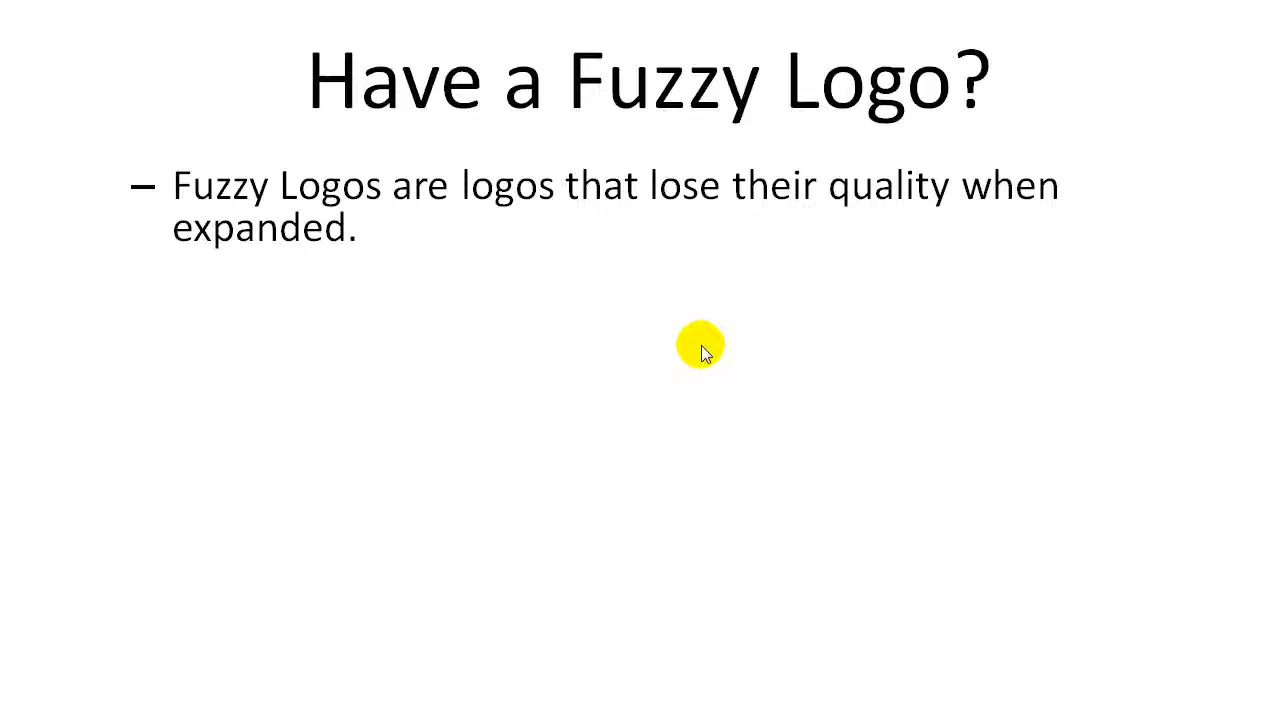 Have a Fuzzy Logo?
– Fuzzy Logos are logos that lose their quality when
expanded.